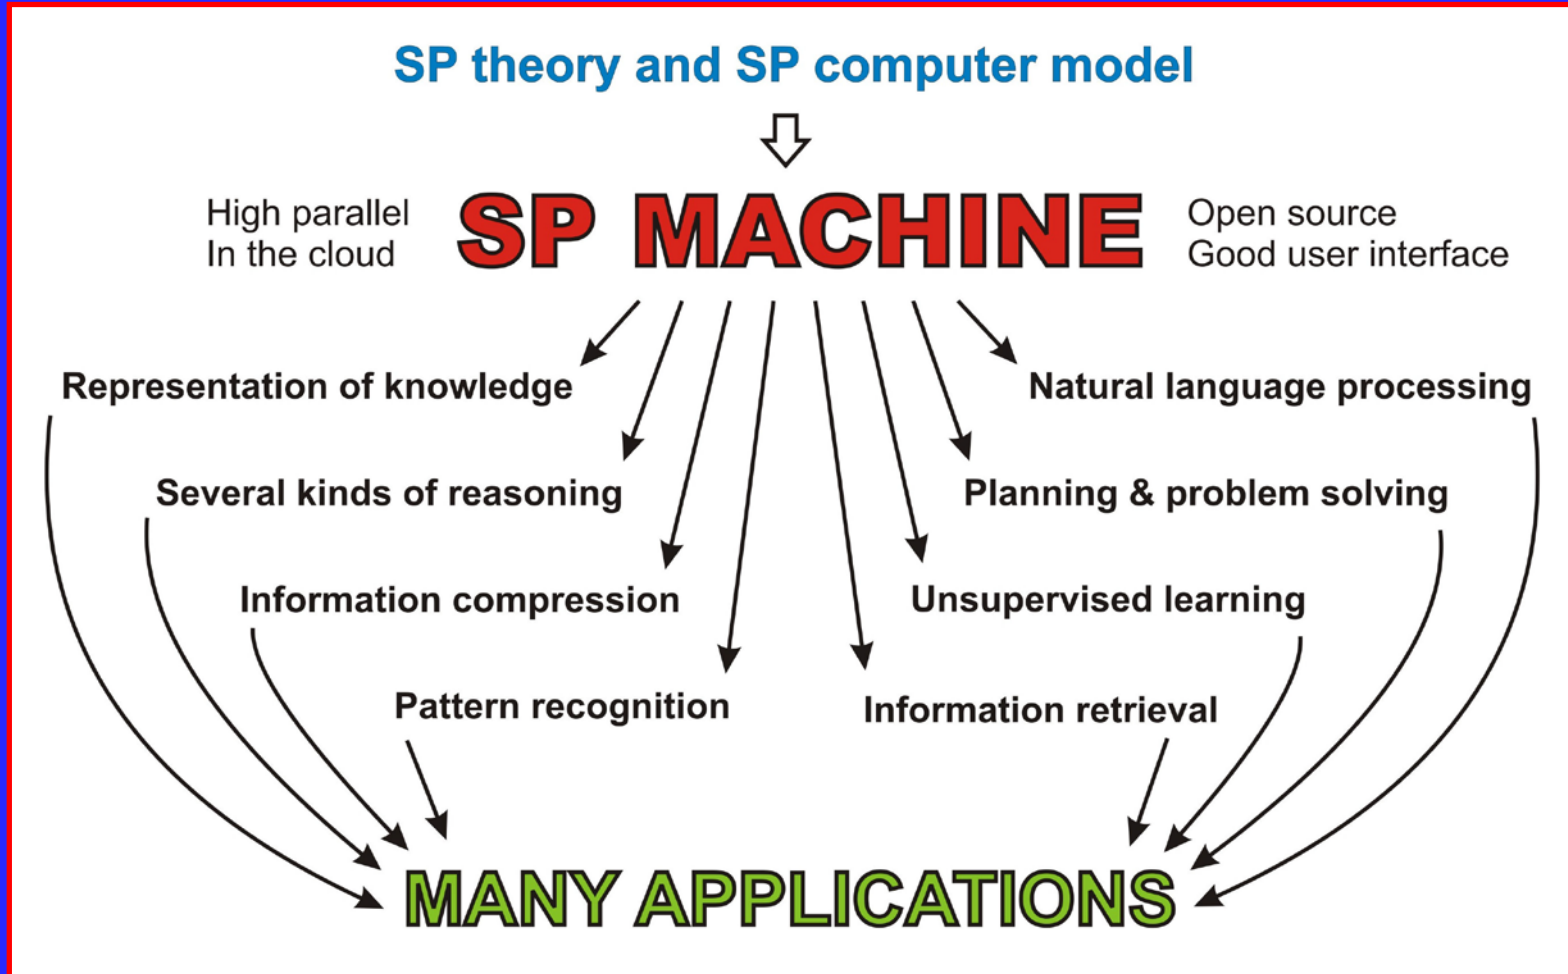 SP theory and SP computer model
High parallel
In the cloud
SP MACHINE
Open source
Good user interface
Representation of knowledge
Natural language processing
Several kinds of reasoning
Planning & problem solving
Information compression
Unsupervised learning
Pattern recognition
Information retrieval
MANY APPLICATIONS